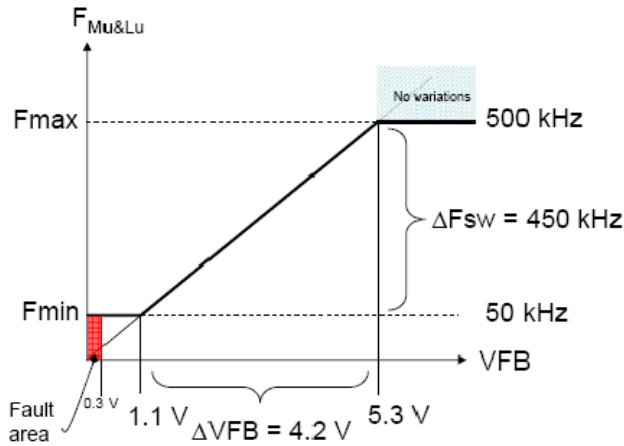 F Mu&Lu
No variations
Fmax
500 kHz
ΔFsw = 450 kHz
Fmin
50 kHz
VFB
Fault
area
0.3 V
1.1 V
ΔVFB = 4.2 V
5.3 V